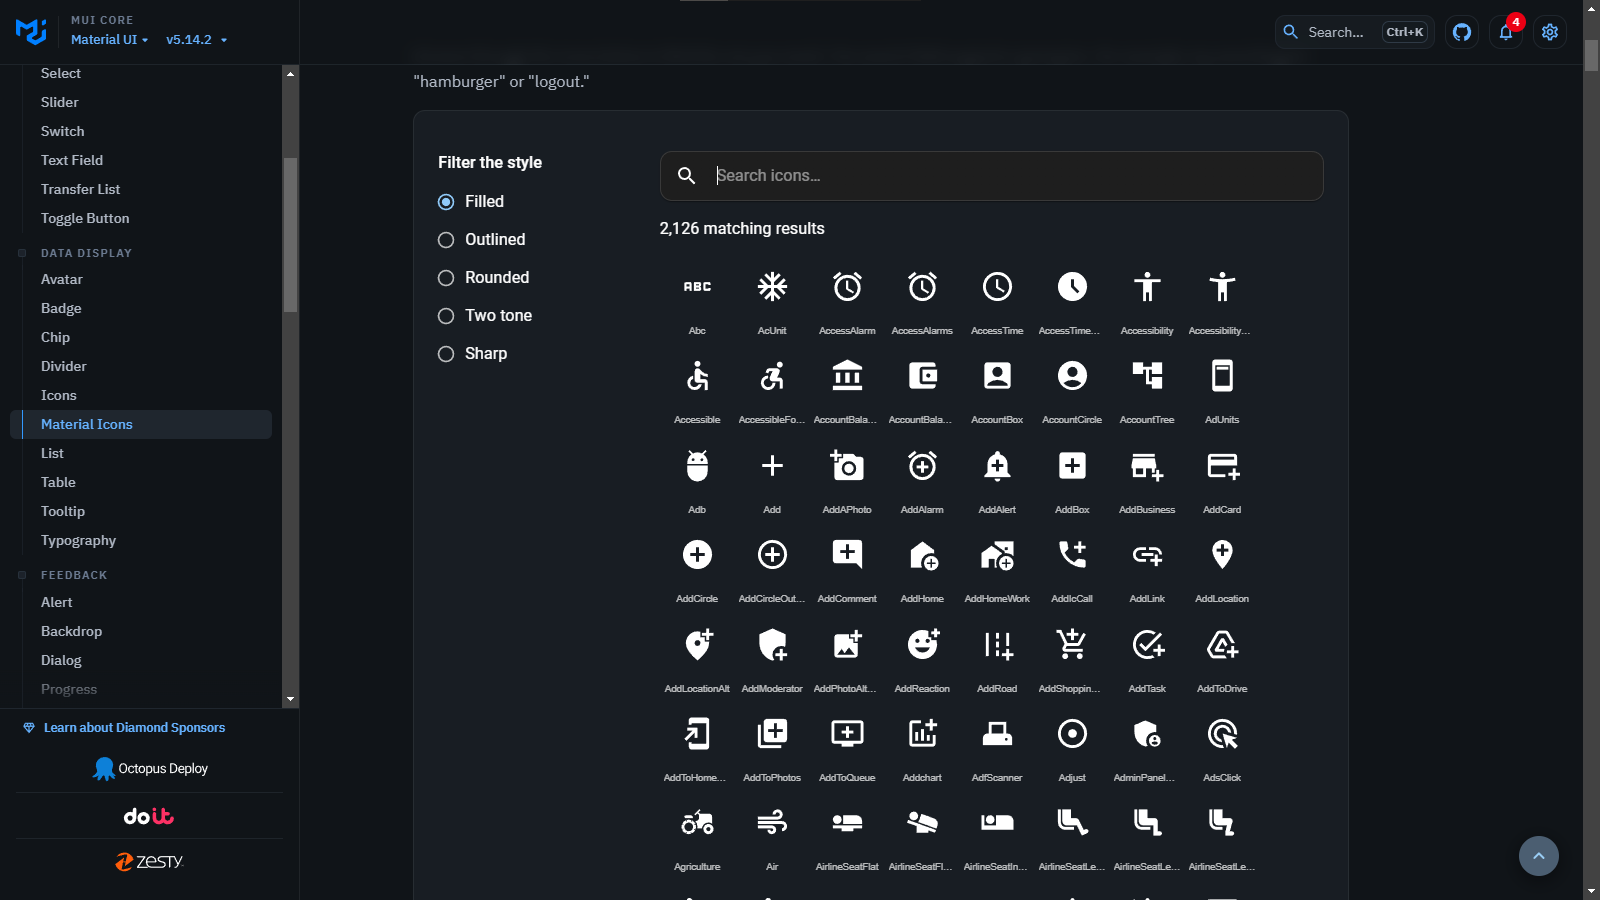 MUI CORE
Material UI
v5.14.2
Search...
Ctrl+K
4
Select
Slider
Switch
Text Field
Transfer List
Toggle Button
DATA DISPLAY
Avatar
Badge
Chip
Divider
Icons
Material Icons
List
Table
Tooltip
Typography
FEEDBACK
Alert
Backdrop
Dialog
Progress
Learn about Diamond Sponsors
Octopus Deploy
doit
ZESTY
"hamburger" or "logout."
Filter the style
Filled
Outlined
Rounded
Two tone
Sharp
Search icons...
2,126 matching results
ABC
Abc AcUnit AccessAlarm AccessAlarms AccessTime AccessTime... Accessibility Accessibility...
Accessible AccessibleFo... AccountBala... AccountBala... AccountBox AccountCircle AccountTree AdUnits
Adb Add AddAPhoto AddAlarm AddAlert AddBox AddBusiness AddCard
AddCircle AddCircleOut... AddComment AddHome AddHomeWork AddIcCall AddLink AddLocation
AddLocationAlt AddModerator AddPhotoAlt... AddReaction AddRoad AddShoppin... AddTask AddToDrive
AddToHome... AddToPhotos AddToQueue Addchart AdfScanner Adjust AdminPanel... AdsClick
Agriculture Air AirlineSeatFlat AirlineSeatFl... AirlineSeatIn... AirlineSeatLe... AirlineSeatLe... AirlineSeatLe...